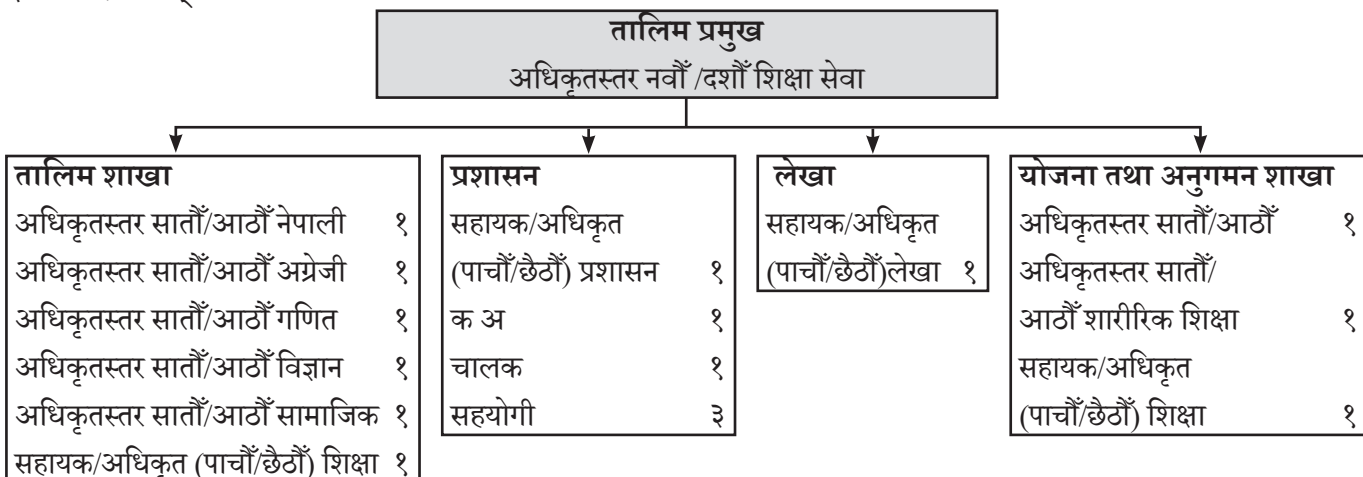 तालिम प्रमुख
अधिकृतस्तर नवौँ /दशौँ शिक्षा सेवा
तालिम शाखा
अधिकृतस्तर सातौँ/आठौँ नेपाली १
अधिकृतस्तर सातौँ/आठौँ अग्रेजी १
अधिकृतस्तर सातौँ/आठौँ गणित १
अधिकृतस्तर सातौँ/आठौँ विज्ञान १
अधिकृतस्तर सातौँ/आठौँ सामाजिक १
सहायक/अधिकृत (पाचौँ/छैठौँ) शिक्षा १
प्रशासन
सहायक/अधिकृत
(पाचौँ/छैठौँ) प्रशासन १
क अ १
चालक १
सहयोगी ३
लेखा
सहायक/अधिकृत
(पाचौँ/छैठौँ)लेखा १
योजना तथा अनुगमन शाखा
अधिकृतस्तर सातौँ/आठौँ १
अधिकृतस्तर सातौँ/
आठौँ शारीरिक शिक्षा १
सहायक/अधिकृत
(पाचौँ/छैठौँ) शिक्षा १